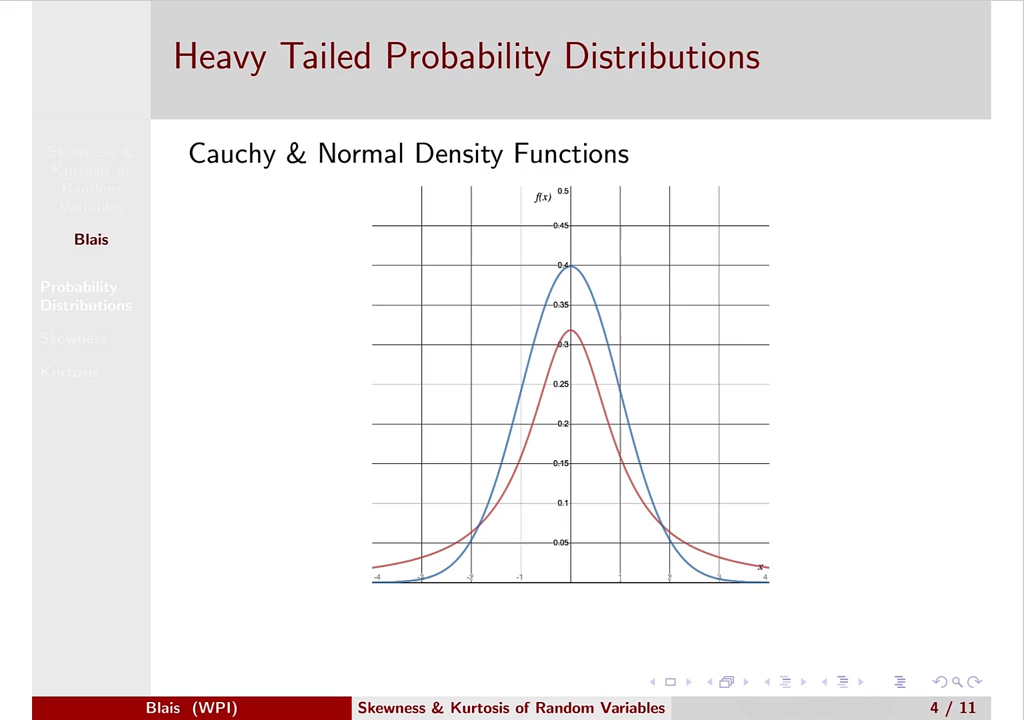 Heavy Tailed Probability Distributions
Skewness &
Kurtosis of
Random
Variables
Blais
Probability
Distributions
Skewness
Kurtosis
Cauchy & Normal Density Functions
f(x)
0.5
0.45
0.4
0.35
0.3
0.25
0.2
0.15
0.1
0.05
x
-4 -3 -2 -1 1 2 3 4
Blais (WPI) Skewness & Kurtosis of Random Variables 4 / 11